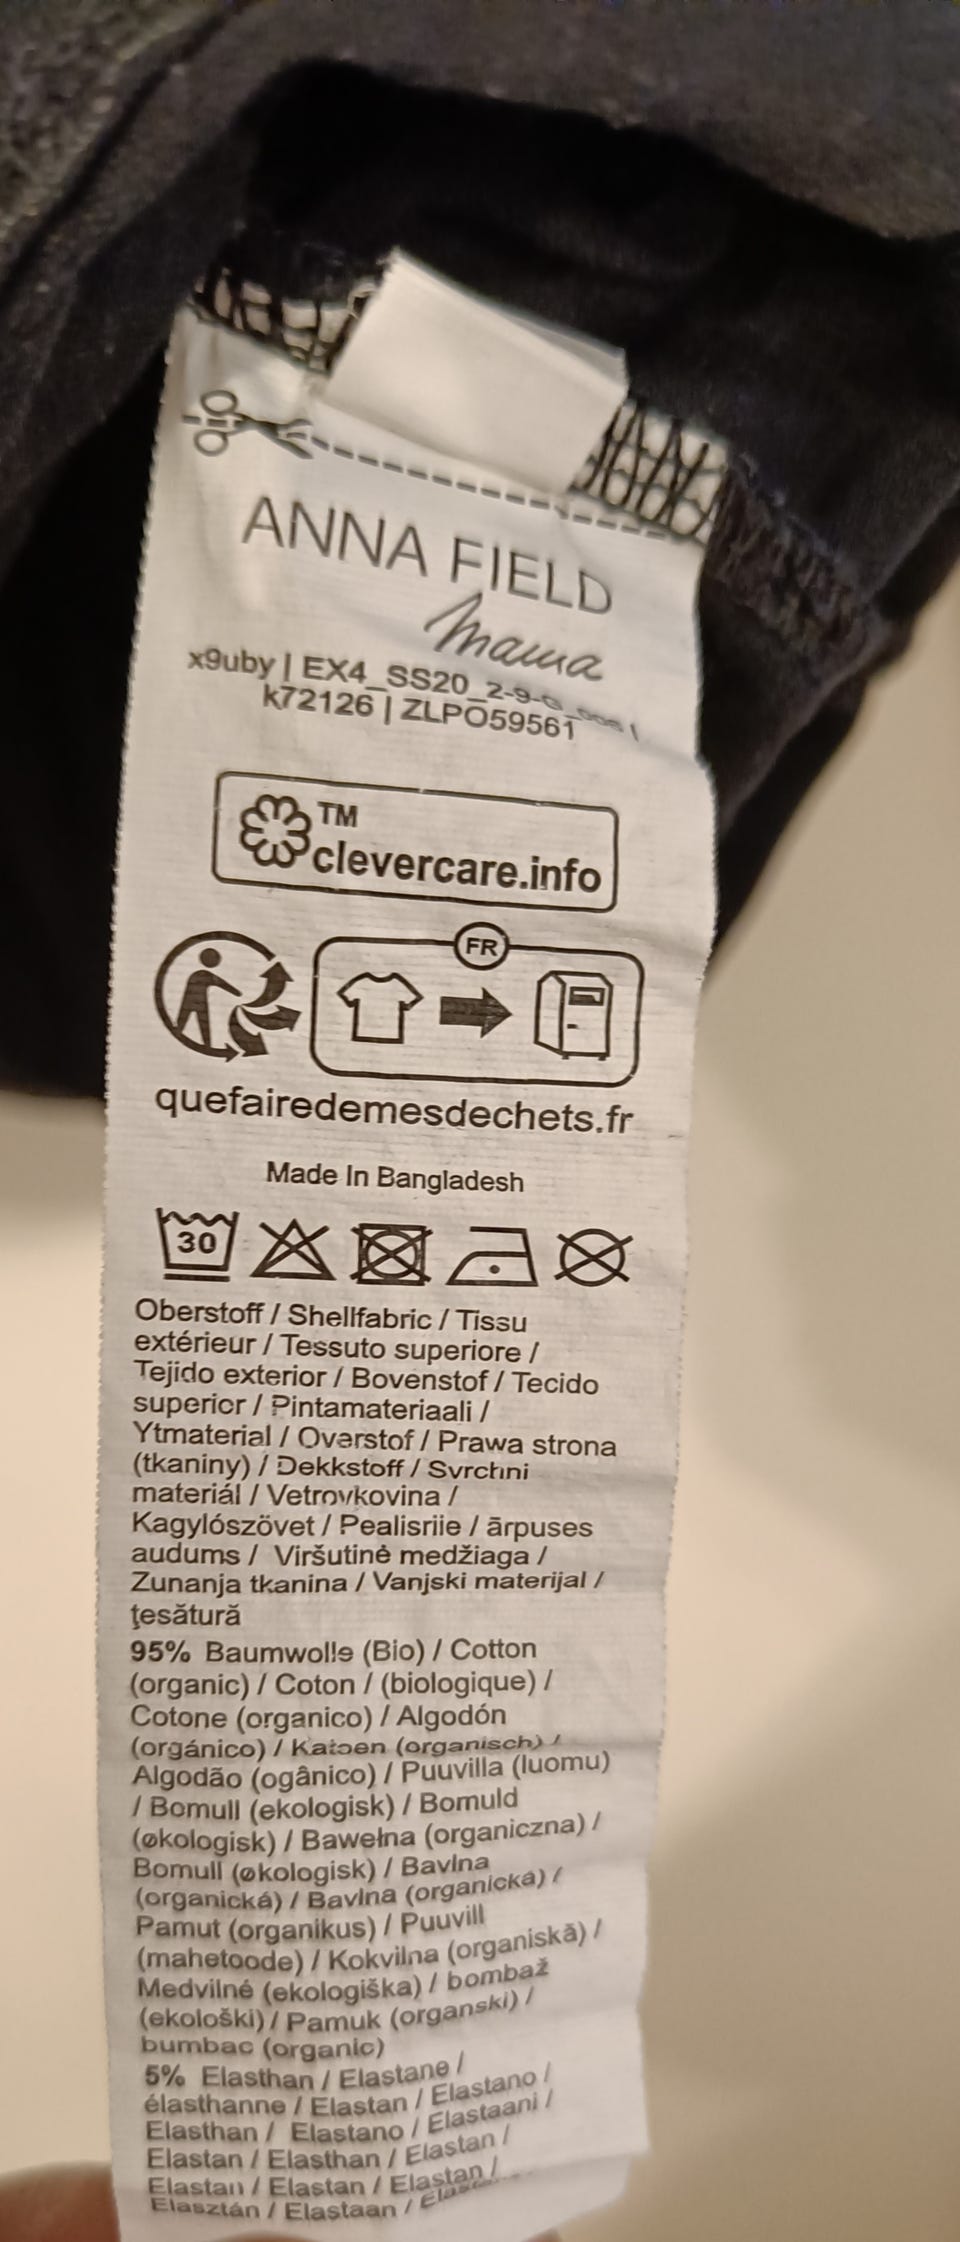 ANNA FIELD
mama
x9uby | EX4_SS20_2-9-
k72126 | ZLPO59561
TM
clevercare.info
FR
quefairedemesdechets.fr
Made In Bangladesh
30
Oberstoff / Shellfabric / Tissu
extérieur / Tessuto superiore /
Tejido exterior / Bovenstof / Tecido
superior / Pintamateriaali /
Ytmaterial / Overstof / Prawa strona
(tkaniny) / Dekkstoff / Svrchni
materiál / Vetrovkovina /
Kagylószövet / Pealisriie / ārpuses
audums / Viršutinė medžiaga /
Zunanja tkanina / Vanjski materijal /
ţesătură
95% Baumwolle (Bio) / Cotton
(organic) / Coton / (biologique) /
Cotone (organico) / Algodón
(orgánico) / Katoen (organisch) /
Algodão (ogânico) / Puuvilla (luomu)
/ Bomull (ekologisk) / Bomuld
(økologisk) / Bawełna (organiczna) /
Bomull (økologisk) / Bavlna
(organická) / Bavlna (organická) /
Pamut (organikus) / Puuvill
(mahetoode) / Kokvilna (organiskā) /
Medvilné (ekologiška) / bombaž
(ekološki) / Pamuk (organski) /
bumbac (organic)
5% Elasthan / Elastane /
élasthanne / Elastan / Elastano /
Elasthan / Elastano / Elastaani /
Elastan / Elasthan / Elastan /
Elastan / Elastan / Elastan /
Elasztán / Elastaan /